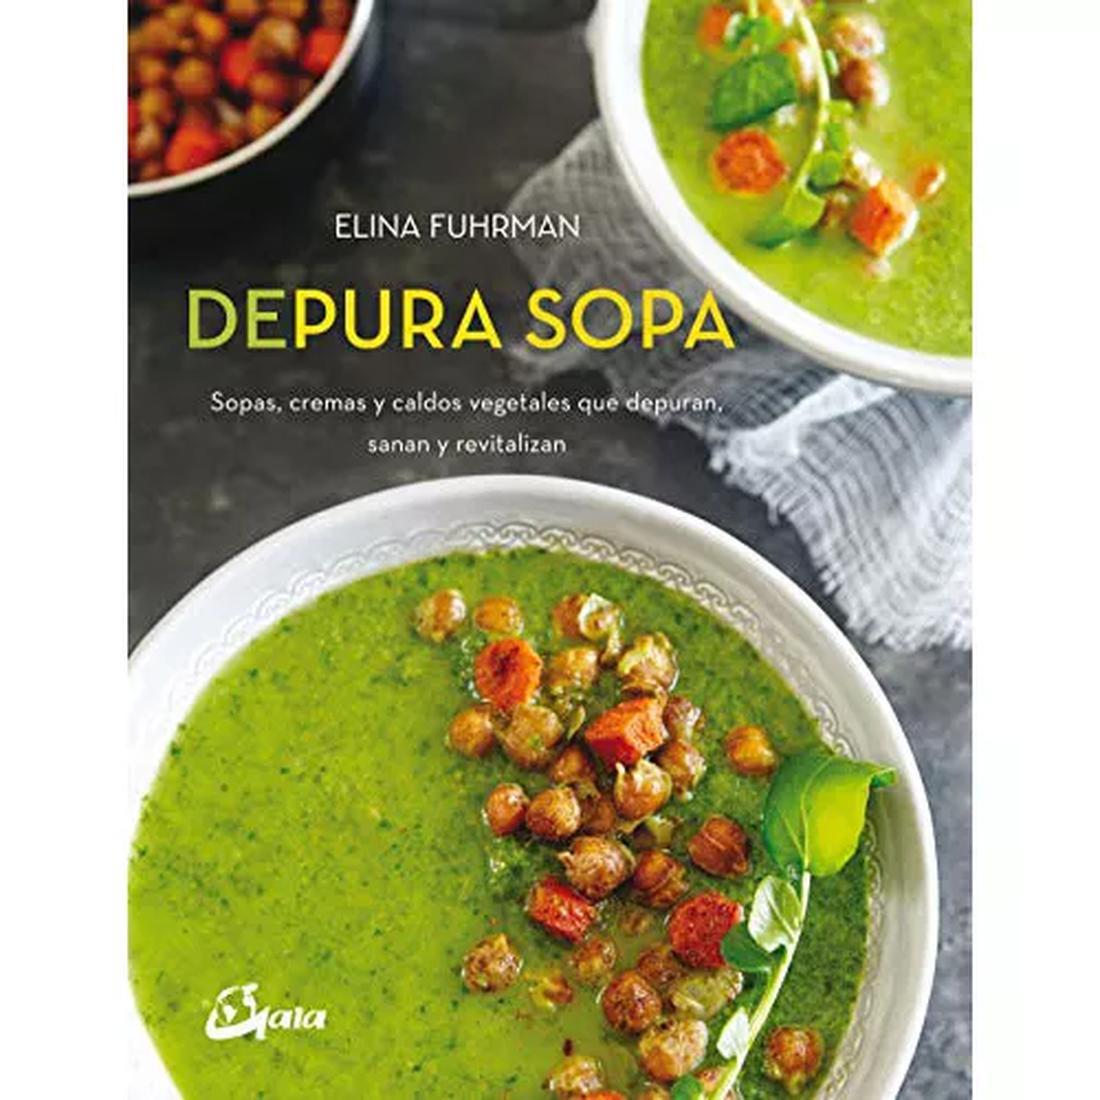 ELINA FUHRMAN
DEPURA SOPA
Sopas, cremas y caldos vegetales que depuran,
sanan y revitalizan
Gaia